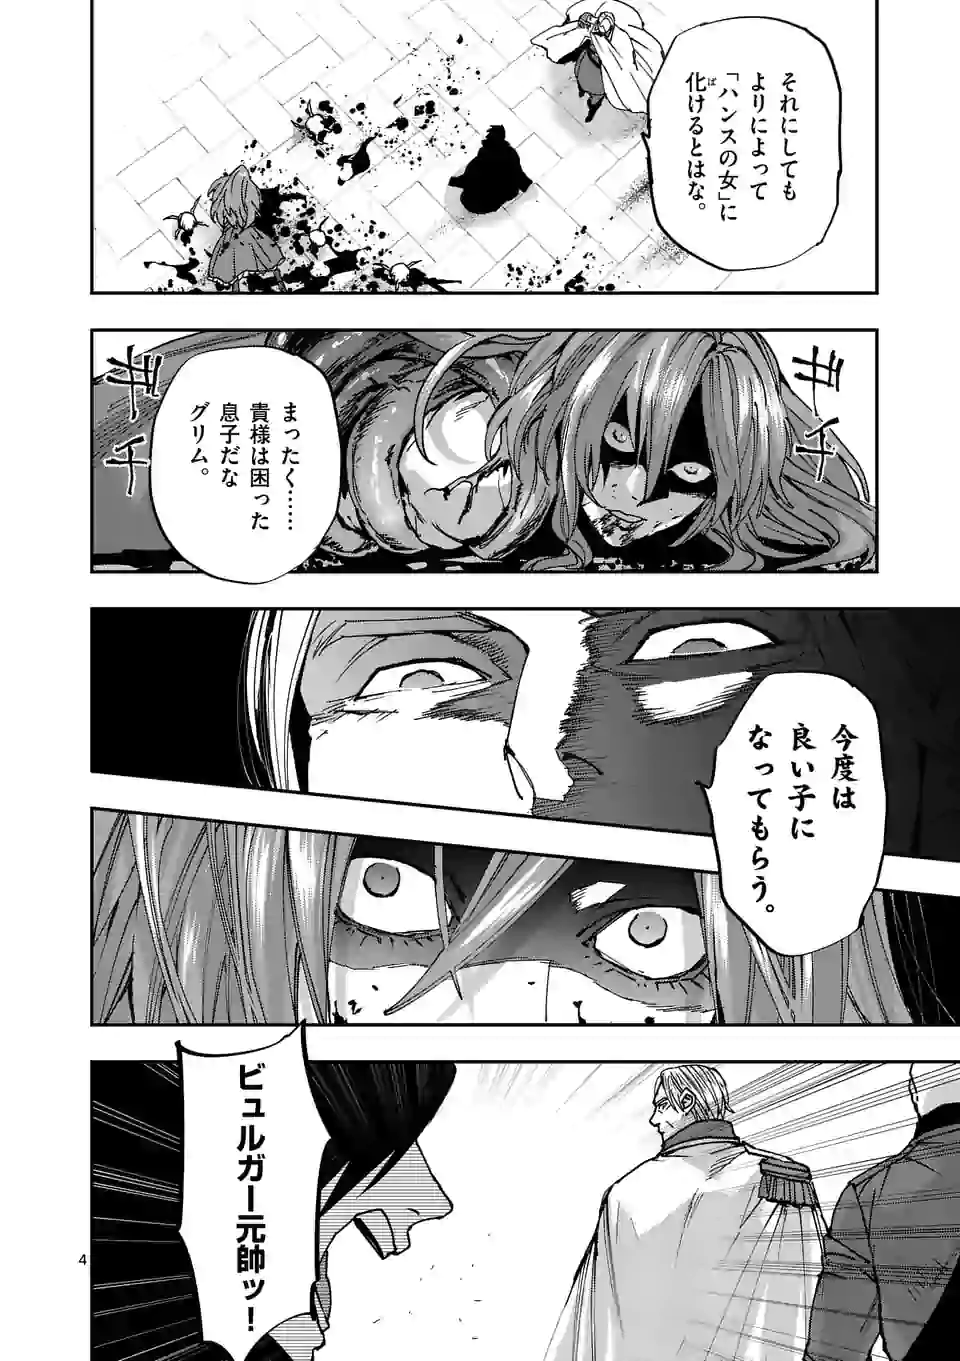 それにしても
よりによって
「ハンスの女」に
化けるとはな。
ば
ギチ
ギチ
まったく……
貴様は困った
息子だな
グリム。
今度は
良い子に
なってもらう。
ビュルガー元帥ッ！
4